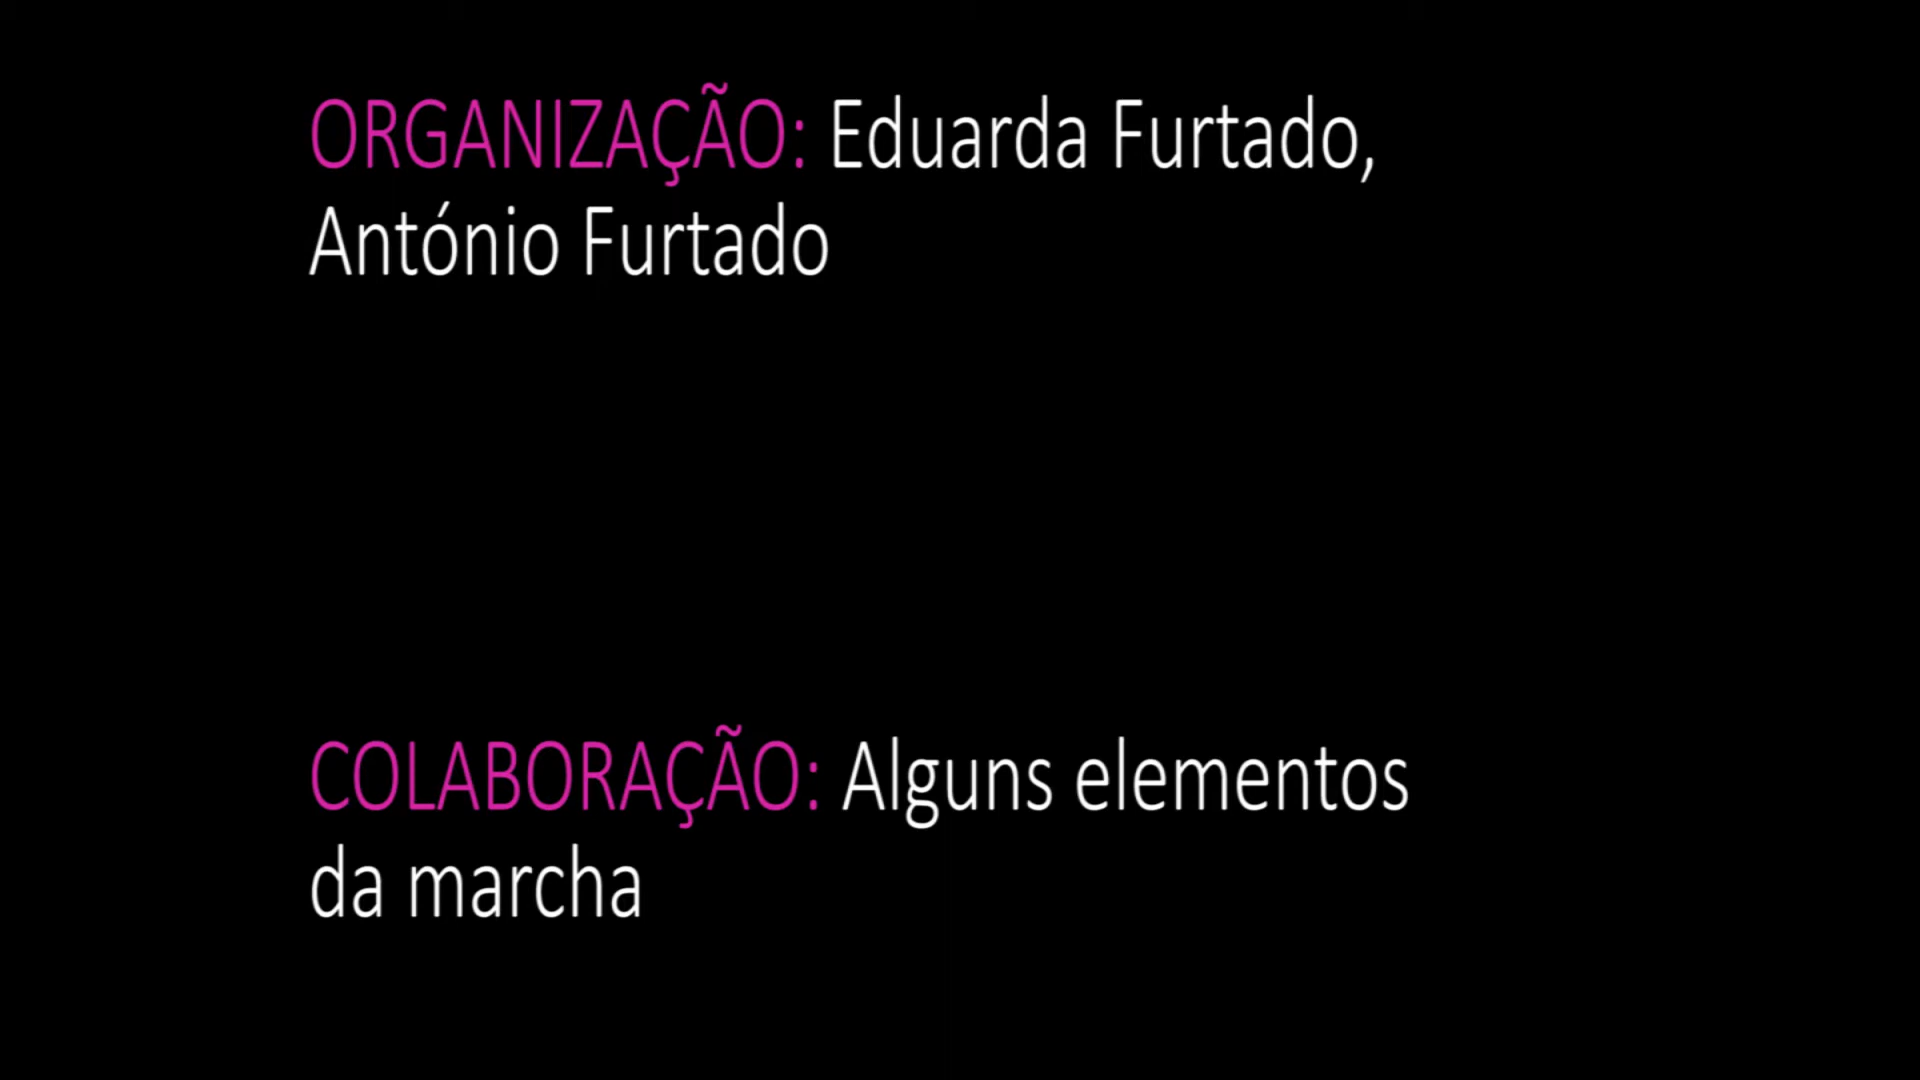 ORGANIZAÇÃO: Eduarda Furtado,
António Furtado
COLABORAÇÃO: Alguns elementos
da marcha